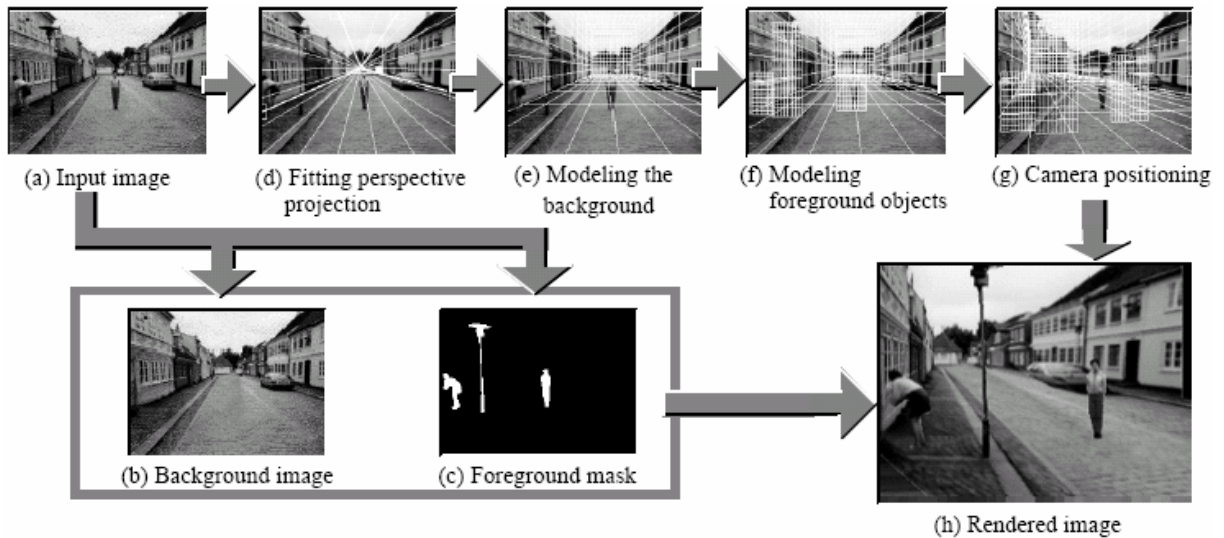 (a) Input image
(d) Fitting perspective
projection
(e) Modeling the
background
(f) Modeling
foreground objects
(g) Camera positioning
(b) Background image
(c) Foreground mask
(h) Rendered image